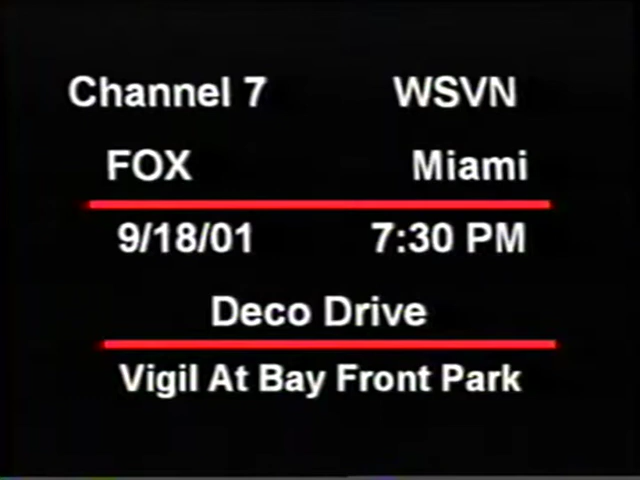 Channel 7 WSVN
FOX Miami
9/18/01 7:30 PM
Deco Drive
Vigil At Bay Front Park